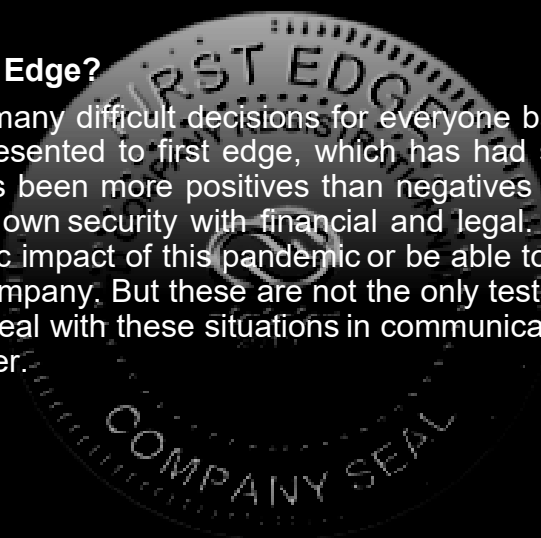 Edge?
many difficult decisions for everyone b
esented to first edge, which has had s
s been more positives than negatives
own security with financial and legal.
c impact of this pandemic or be able to
mpany. But these are not the only test
eal with these situations in communica
er.
FIRST EDGE
COMPANY REGISTRATION
COMPANY SEAL